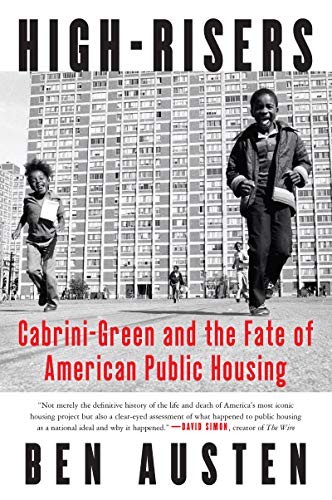 HIGH-RISERS
Cabrini-Green and the Fate of
American Public Housing
“Not merely the definitive history of the life and death of America’s most iconic
housing project but also a clear-eyed assessment of what happened to public housing
as a national ideal and why it happened.” —DAVID SIMON, creator of The Wire
BEN AUSTEN